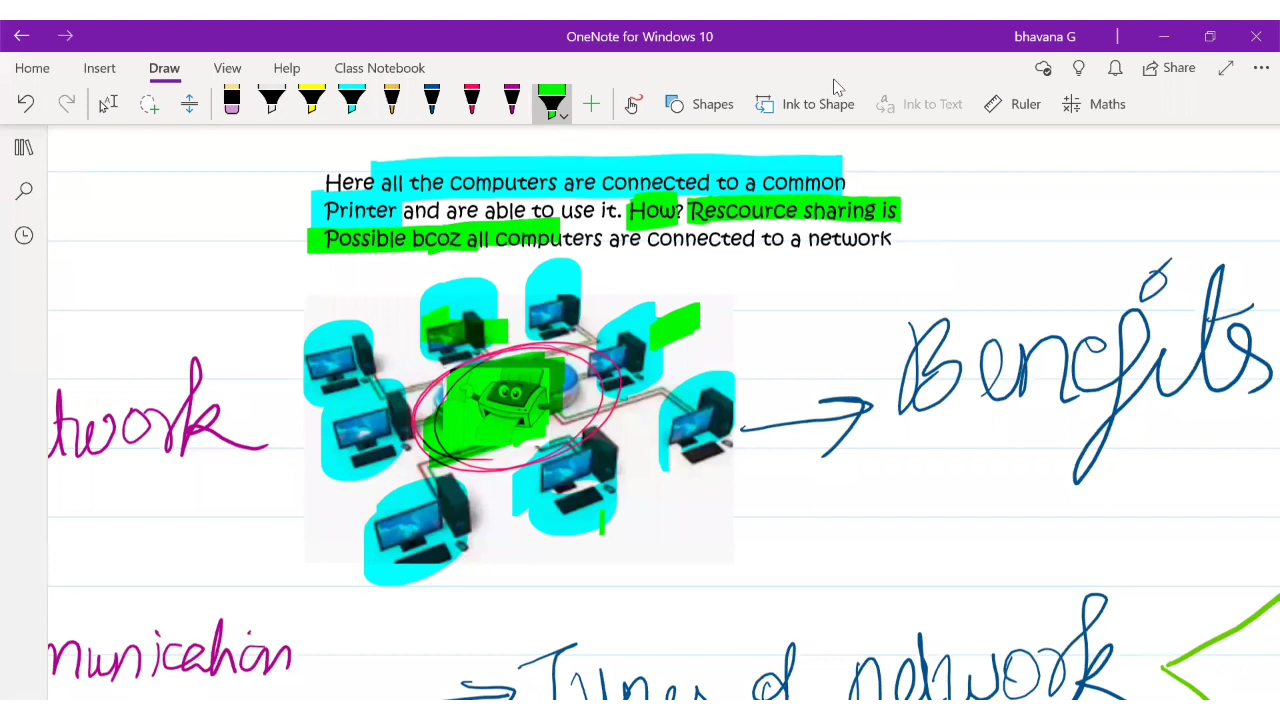 OneNote for Windows 10
bhavana G
Home Insert Draw View Help Class Notebook
Share
Shapes Ink to Shape Ink to Text Ruler Maths
Here all the computers are connected to a common
Printer and are able to use it. How? Rescource sharing is
Possible bcoz all computers are connected to a network
twork
Benefits
munication
Types of network